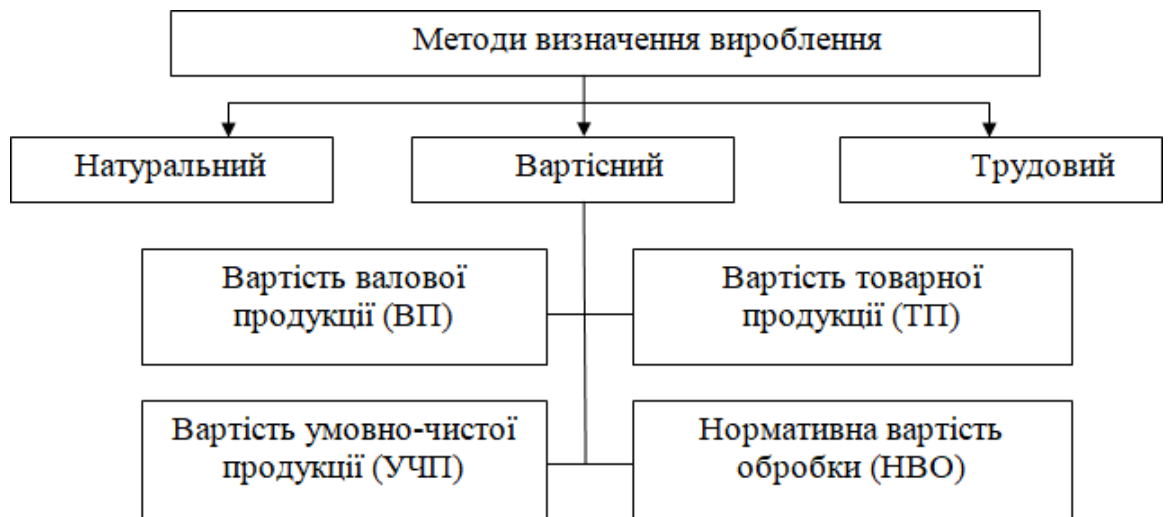 Методи визначення вироблення
Натуральний
Вартісний
Трудовий
Вартість валової
продукції (ВП)
Вартість товарної
продукції (ТП)
Вартість умовно-чистої
продукції (УЧП)
Нормативна вартість
обробки (НВО)